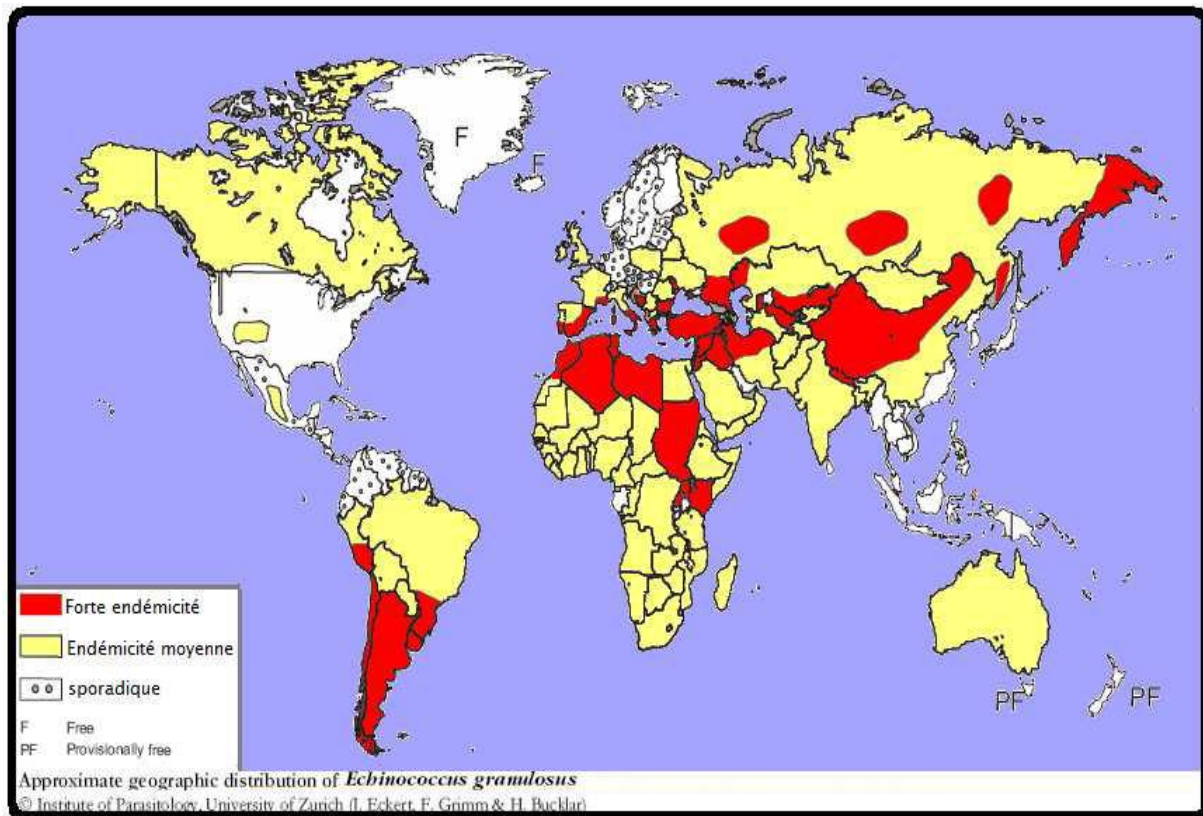 F
F
PF
PF
Forte endémicité
Endémicité moyenne
sporadique
F Free
PF Provisionally free
Approximate geographic distribution of Echinococcus granulosus
© Institute of Parasitology, University of Zurich (J. Eckert, F. Grimm & H. Bucklar)